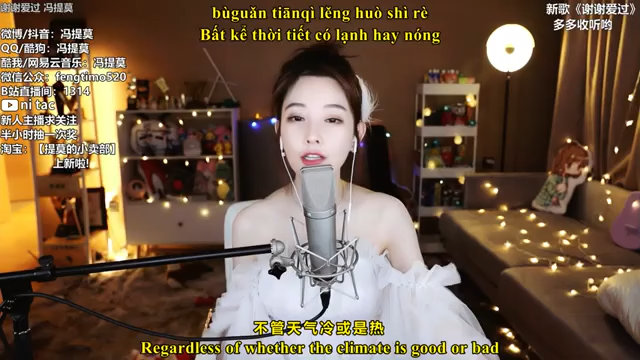 谢谢爱过 冯提莫
bùguǎn tiānqì lěng huò shì rè
Bất kể thời tiết có lạnh hay nóng
新歌《谢谢爱过》
多多收听哟
微博/抖音：冯提莫
QQ/酷狗：冯提莫
酷我/网易云音乐：冯提莫
微信公众：fengtimo520
B站直播间：1314
ni tac
新人主播求关注
半小时抽一次奖
淘宝：【提莫的小卖部】
上新啦!
不管天气冷或是热
Regardless of whether the climate is good or bad